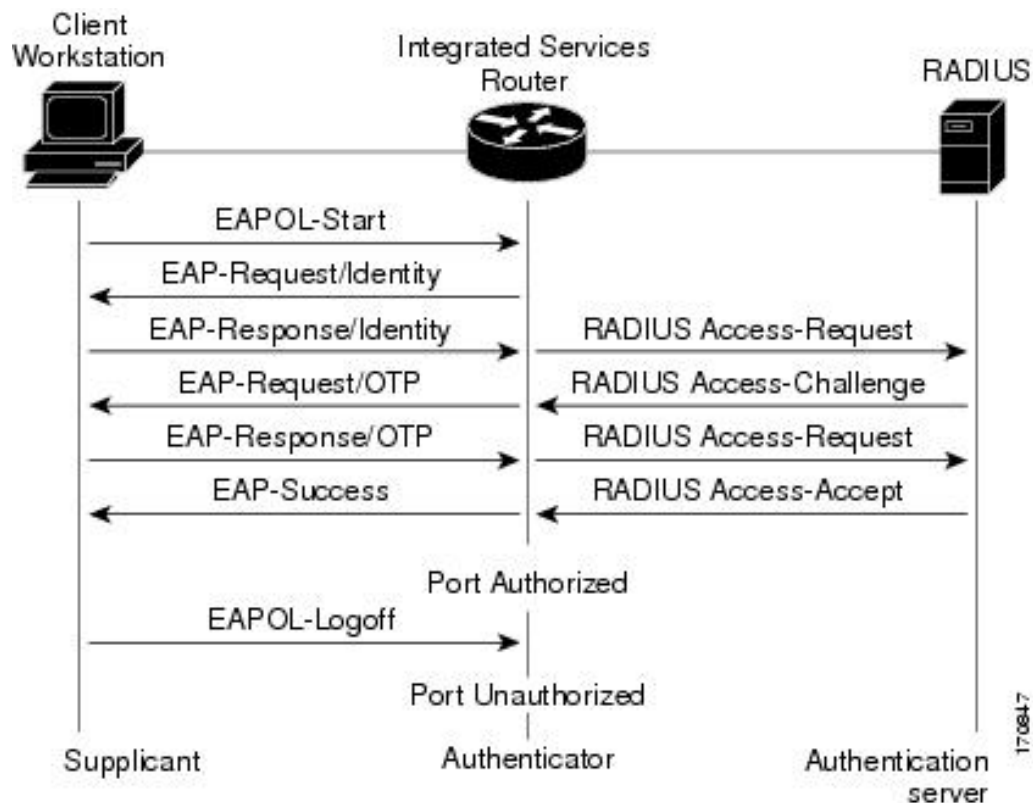 Client
Workstation
Integrated Services
Router
RADIUS
EAPOL-Start
EAP-Request/Identity
EAP-Response/Identity
RADIUS Access-Request
EAP-Request/OTP
RADIUS Access-Challenge
EAP-Response/OTP
RADIUS Access-Request
EAP-Success
RADIUS Access-Accept
Port Authorized
EAPOL-Logoff
Port Unauthorized
Supplicant
Authenticator
Authentication
server
170847